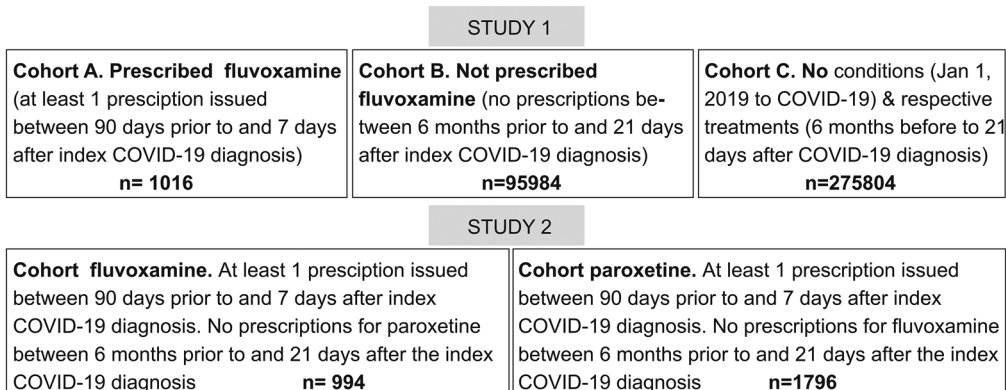 STUDY 1
Cohort A. Prescribed fluvoxamine
(at least 1 presciption issued
between 90 days prior to and 7 days
after index COVID-19 diagnosis)
n= 1016
Cohort B. Not prescribed
fluvoxamine (no prescriptions be-
tween 6 months prior to and 21 days
after index COVID-19 diagnosis)
n=95984
Cohort C. No conditions (Jan 1,
2019 to COVID-19) & respective
treatments (6 months before to 21
days after COVID-19 diagnosis)
n=275804
STUDY 2
Cohort fluvoxamine. At least 1 presciption issued
between 90 days prior to and 7 days after index
COVID-19 diagnosis. No prescriptions for paroxetine
between 6 months prior to and 21 days after the index
COVID-19 diagnosis n= 994
Cohort paroxetine. At least 1 presciption issued
between 90 days prior to and 7 days after index
COVID-19 diagnosis. No prescriptions for fluvoxamine
between 6 months prior to and 21 days after the index
COVID-19 diagnosis n=1796